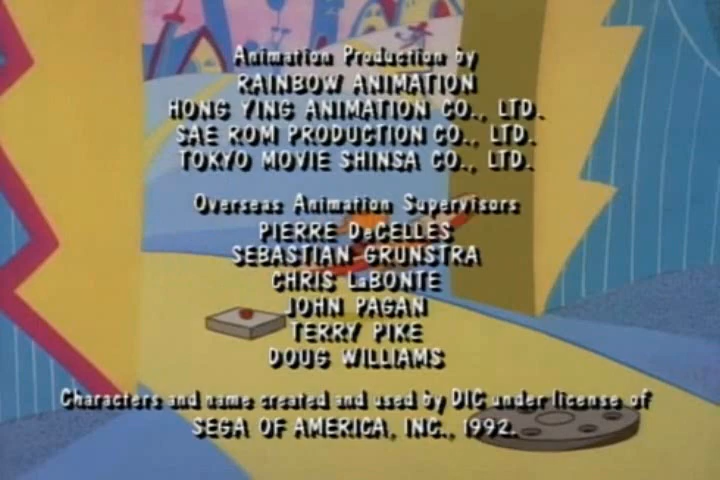 Animation Production by
RAINBOW ANIMATION
HONG YING ANIMATION CO., LTD.
SAE ROM PRODUCTION CO., LTD.
TOKYO MOVIE SHINSA CO., LTD.
Overseas Animation Supervisors
PIERRE DeCELLES
SEBASTIAN GRUNSTRA
CHRIS LaBONTE
JOHN PAGAN
TERRY PIKE
DOUG WILLIAMS
Characters and name created and used by DIC under license of
SEGA OF AMERICA, INC., 1992.